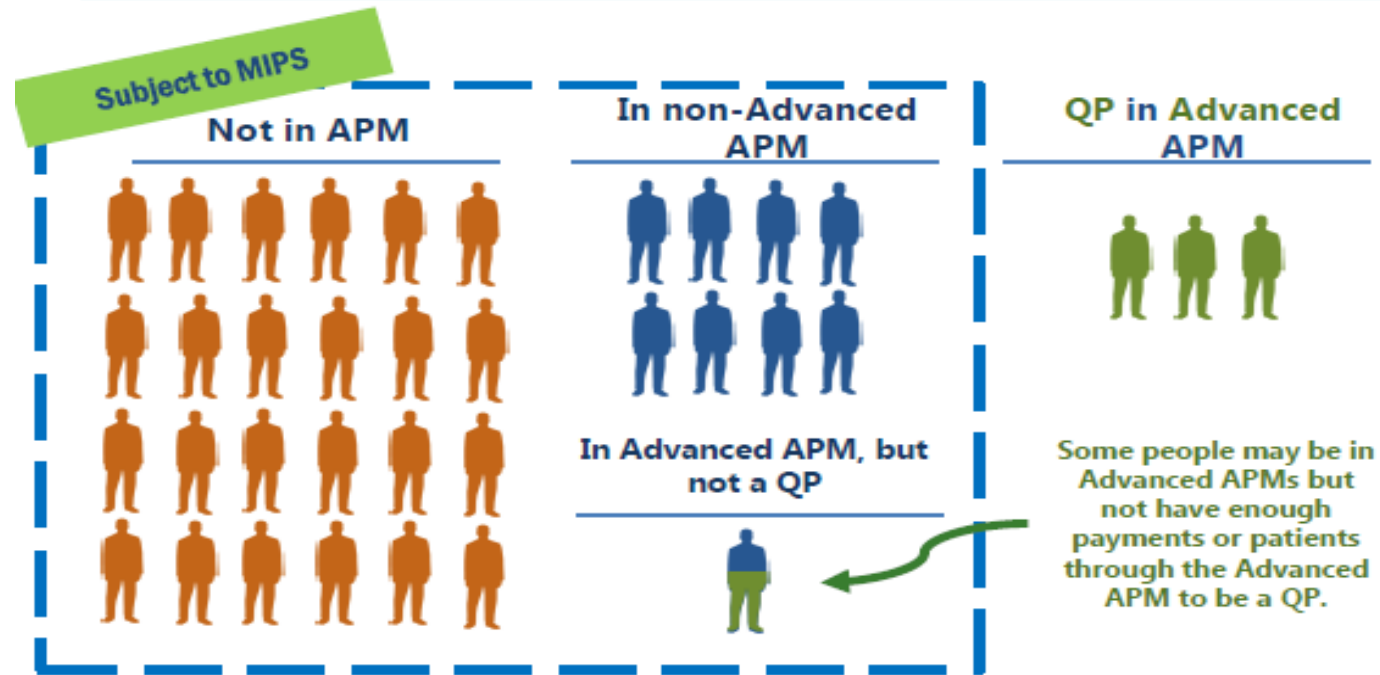 Subject to MIPS
Not in APM
In non-Advanced
APM
QP in Advanced
APM
In Advanced APM, but
not a QP
Some people may be in
Advanced APMs but
not have enough
payments or patients
through the Advanced
APM to be a QP.